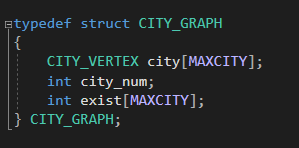 typedef struct CITY_GRAPH
{
    CITY_VERTEX city[MAXCITY];
    int city_num;
    int exist[MAXCITY];
} CITY_GRAPH;